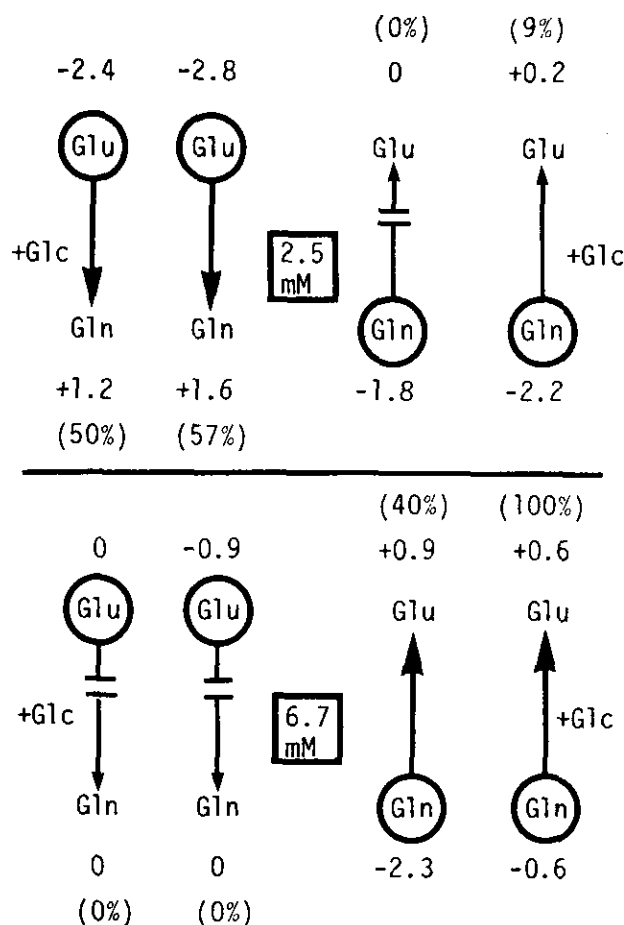 (0%) (9%)
-2.4 -2.8 0 +0.2
Glu Glu Glu Glu
+Glc 2.5 mM +Glc
Gln Gln Gln Gln
+1.2 +1.6 -1.8 -2.2
(50%) (57%)
(40%) (100%)
0 -0.9 +0.9 +0.6
Glu Glu Glu Glu
+Glc 6.7 mM +Glc
Gln Gln Gln Gln
0 0 -2.3 -0.6
(0%) (0%)